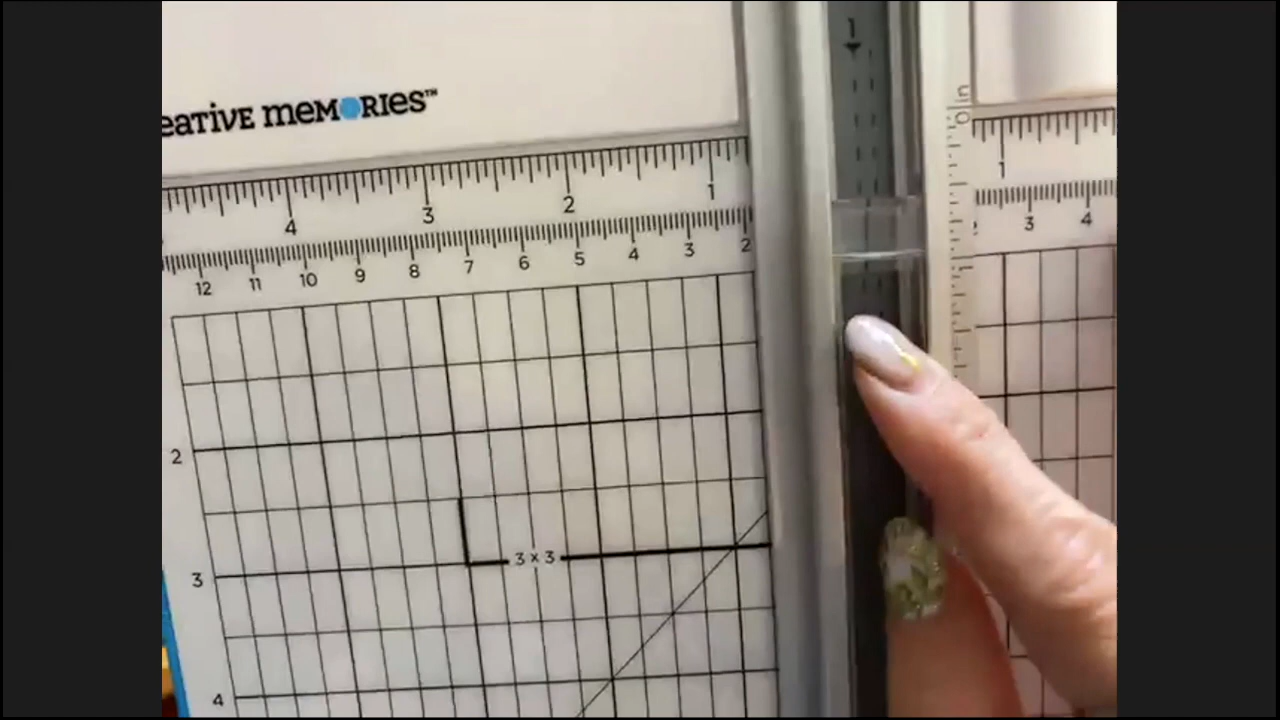 eative memories™
1
0in
4 3 2 1
1
12 11 10 9 8 7 6 5 4 3 2
3 4
2
3 x 3
3
4